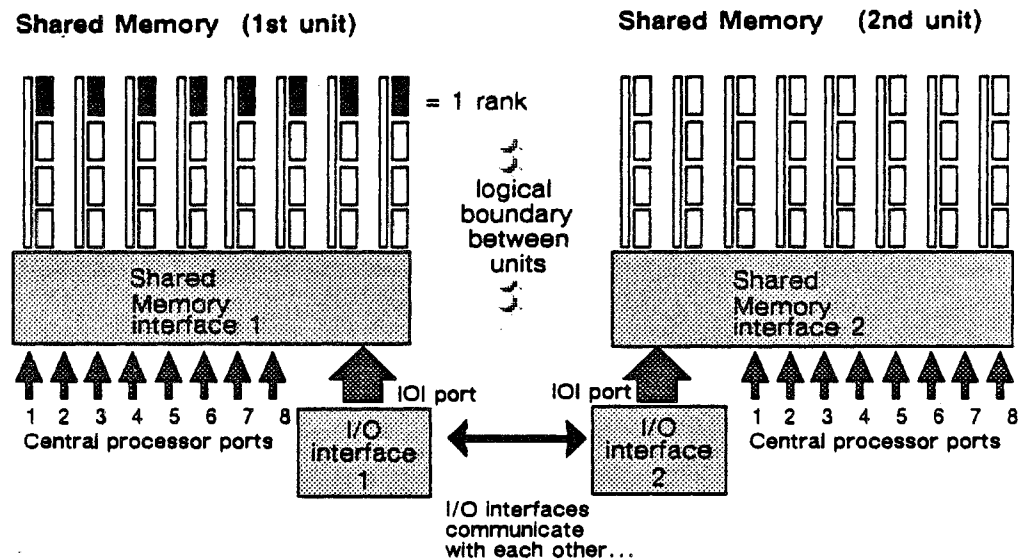 Shared Memory (1st unit)
Shared Memory (2nd unit)
= 1 rank
logical
boundary
between
units
Shared
Memory
interface 1
Shared
Memory
interface 2
IOI port
IOI port
1 2 3 4 5 6 7 8
Central processor ports
I/O
interface
1
I/O
interface
2
1 2 3 4 5 6 7 8
Central processor ports
I/O interfaces
communicate
with each other...